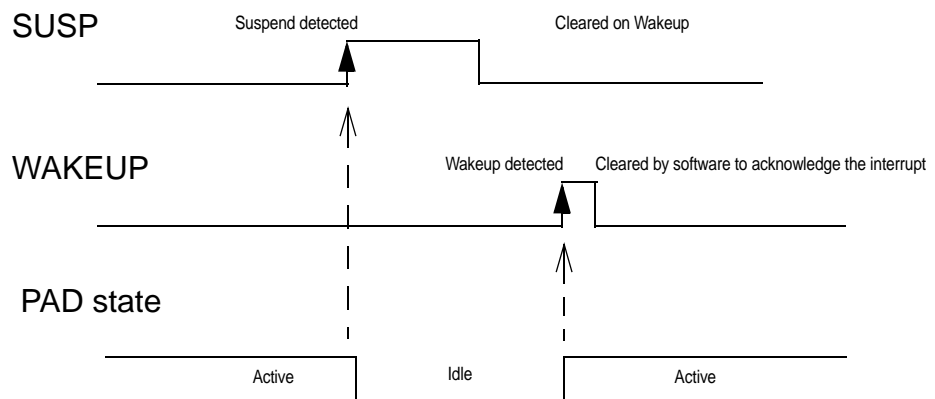 SUSP
Suspend detected
Cleared on Wakeup
WAKEUP
Wakeup detected
Cleared by software to acknowledge the interrupt
PAD state
Active
Idle
Active